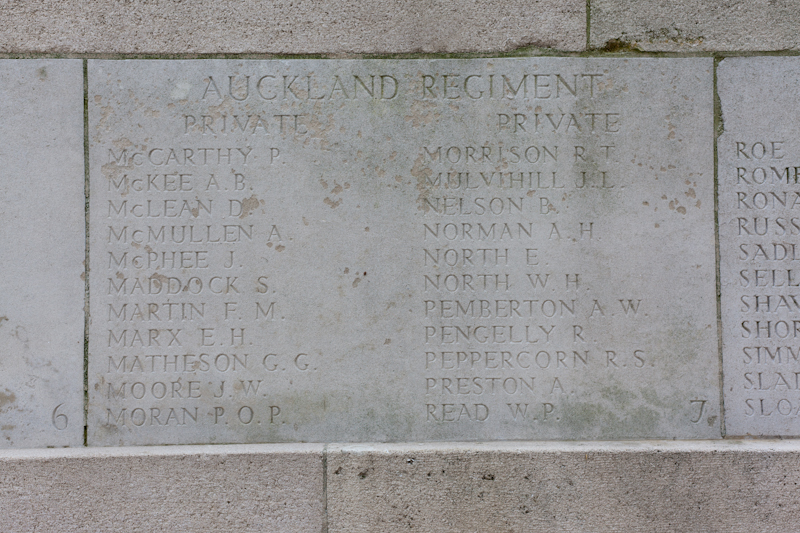 AUCKLAND REGIMENT
PRIVATE
McCARTHY P.
McKEE A.B.
McLEAN D.
McMULLEN A.
McPHEE J.
MADDOCK S.
MARTIN F. M.
MARX E.H.
MATHESON G. G.
MOORE J. W.
MORAN P. O. P.
6
PRIVATE
MORRISON R.T.
MULVIHILL J.L.
NELSON B.
NORMAN A.H.
NORTH E.
NORTH W.H.
PEMBERTON A.W.
PENGELLY R.
PEPPERCORN R.S.
PRESTON A.
READ W.P.
7
ROE